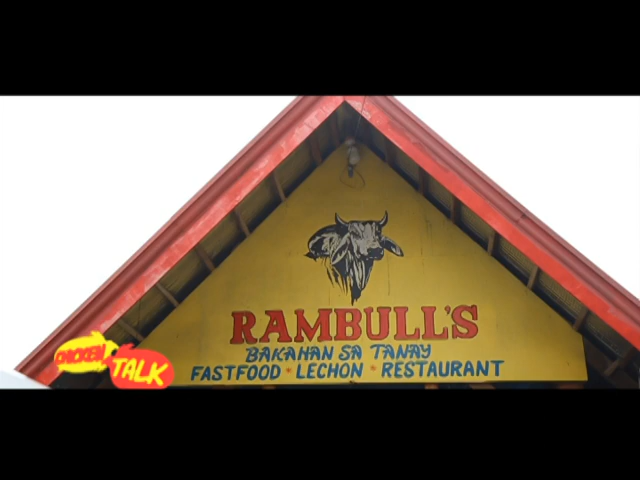 RAMBULL'S
BAKAHAN SA TANAY
FASTFOOD * LECHON * RESTAURANT
CHICKEN
TALK